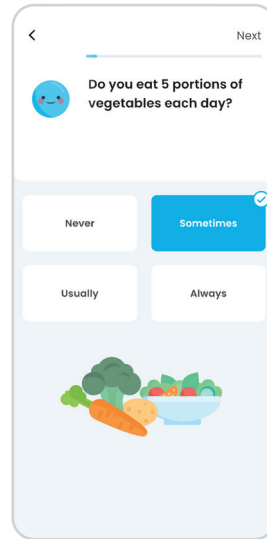 Next
Do you eat 5 portions of
vegetables each day?
Never
Sometimes
Usually
Always